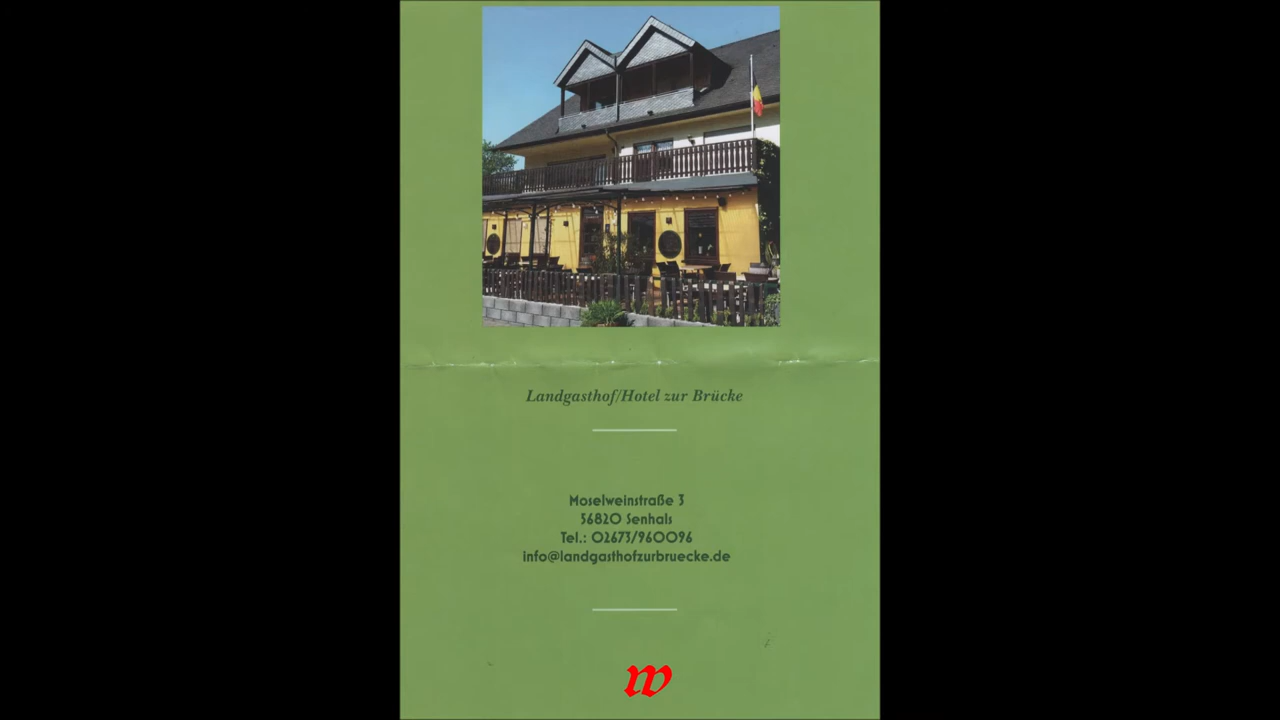 Landgasthof/Hotel zur Brücke
Moselweinstraße 3
56820 Senhals
Tel.: 02673/960096
info@landgasthofzurbruecke.de
w